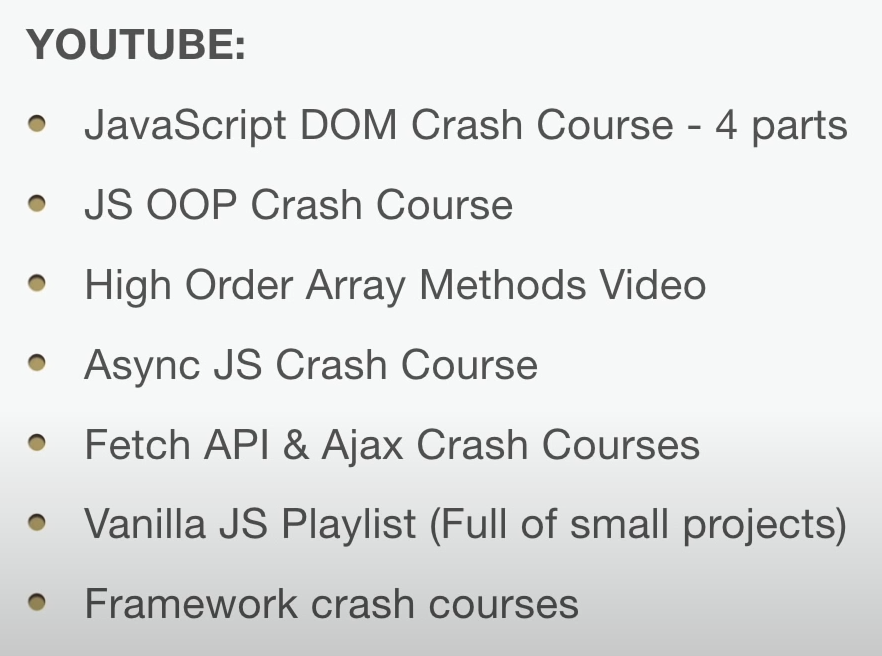 YOUTUBE:
JavaScript DOM Crash Course - 4 parts
JS OOP Crash Course
High Order Array Methods Video
Async JS Crash Course
Fetch API & Ajax Crash Courses
Vanilla JS Playlist (Full of small projects)
Framework crash courses